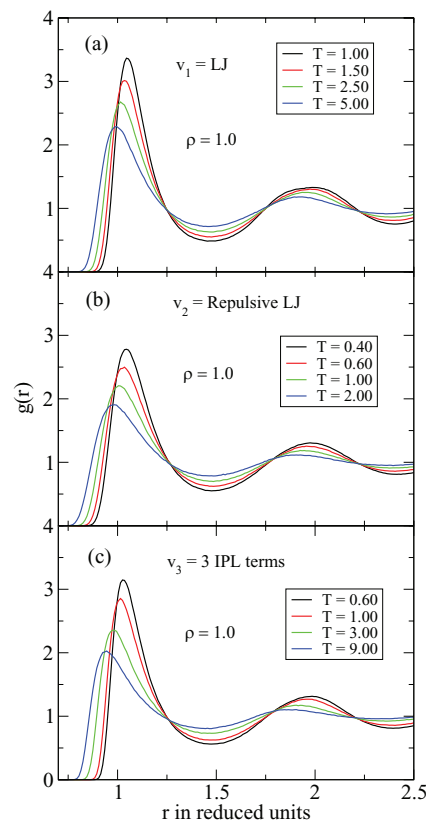 (a)
v₁ = LJ
T = 1.00
T = 1.50
T = 2.50
T = 5.00
ρ = 1.0
4
3
2
1
4
(b)
v₂ = Repulsive LJ
T = 0.40
T = 0.60
T = 1.00
T = 2.00
ρ = 1.0
3
2
1
4
g(r)
(c)
v₃ = 3 IPL terms
T = 0.60
T = 1.00
T = 3.00
T = 9.00
ρ = 1.0
3
2
1
0
1 1.5 2 2.5
r in reduced units